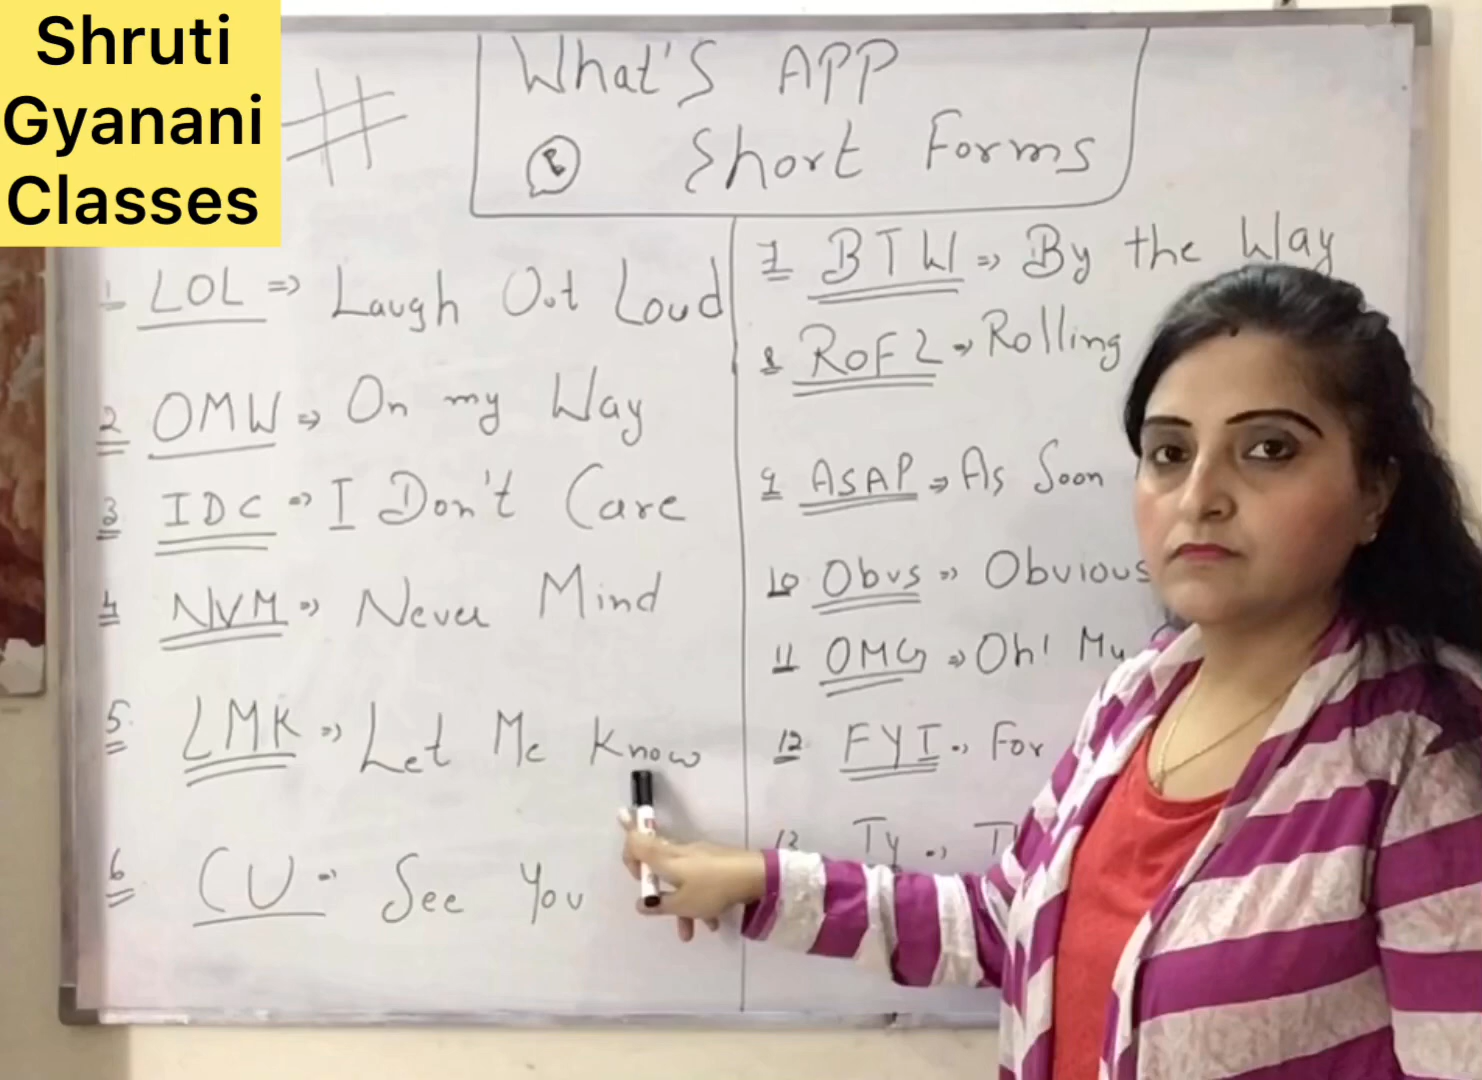 Shruti
Gyanani
Classes
#
What'S APP
Short Forms
1 LOL => Laugh Out Loud
2 OMW => On my Way
3 IDC => I Don't Care
4 NVM => Never Mind
5. LMK => Let Me Know
6 CU => See You
7 BTW => By the Way
8 ROFL => Rolling
9 ASAP => As Soon
10 Obvs => Obvious
11 OMG => Oh! My
12 FYI => For
13 Ty =>